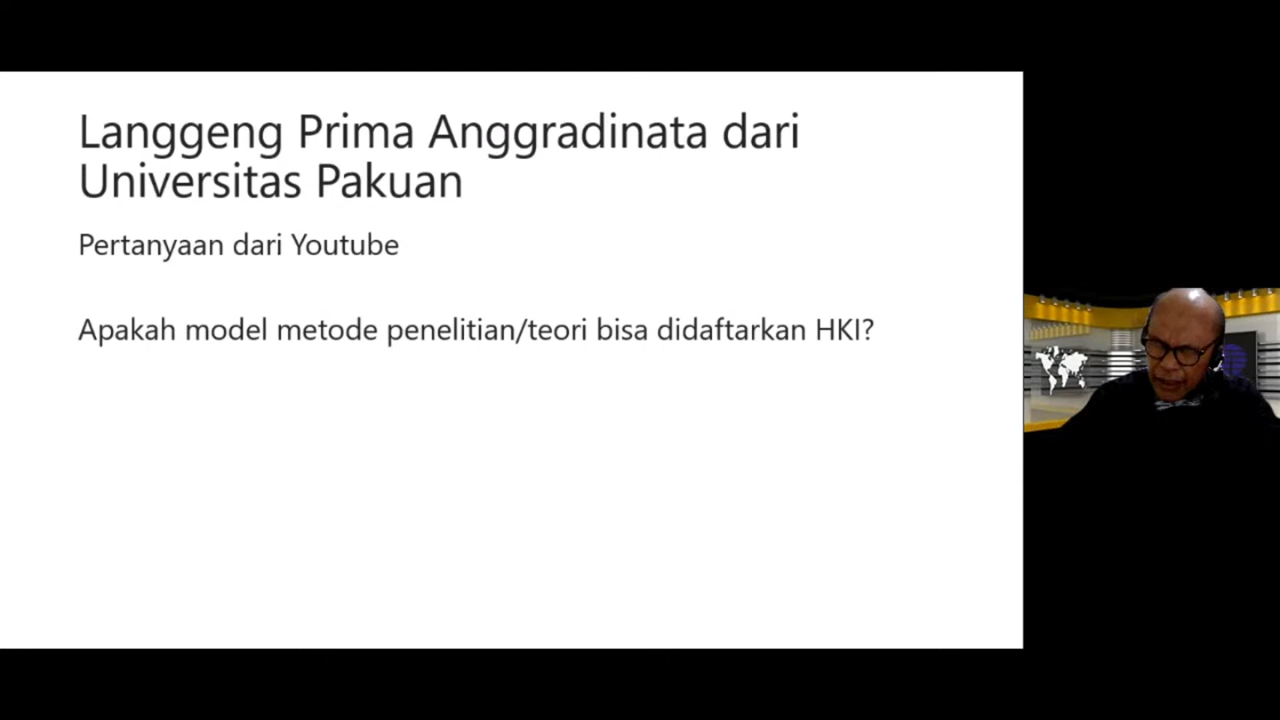 Langgeng Prima Anggradinata dari
Universitas Pakuan
Pertanyaan dari Youtube
Apakah model metode penelitian/teori bisa didaftarkan HKI?